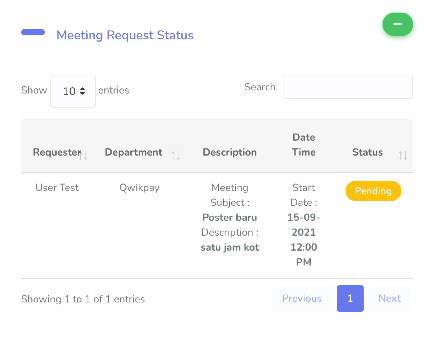 Meeting Request Status
Show 10 entries
Search:
Requester Department Description Date Time Status
User Test
Qwikpay
Meeting
Subject :
Poster baru
Description :
satu jam kot
Start
Date :
15-09-
2021
12:00
PM
Pending
Showing 1 to 1 of 1 entries
Previous 1 Next